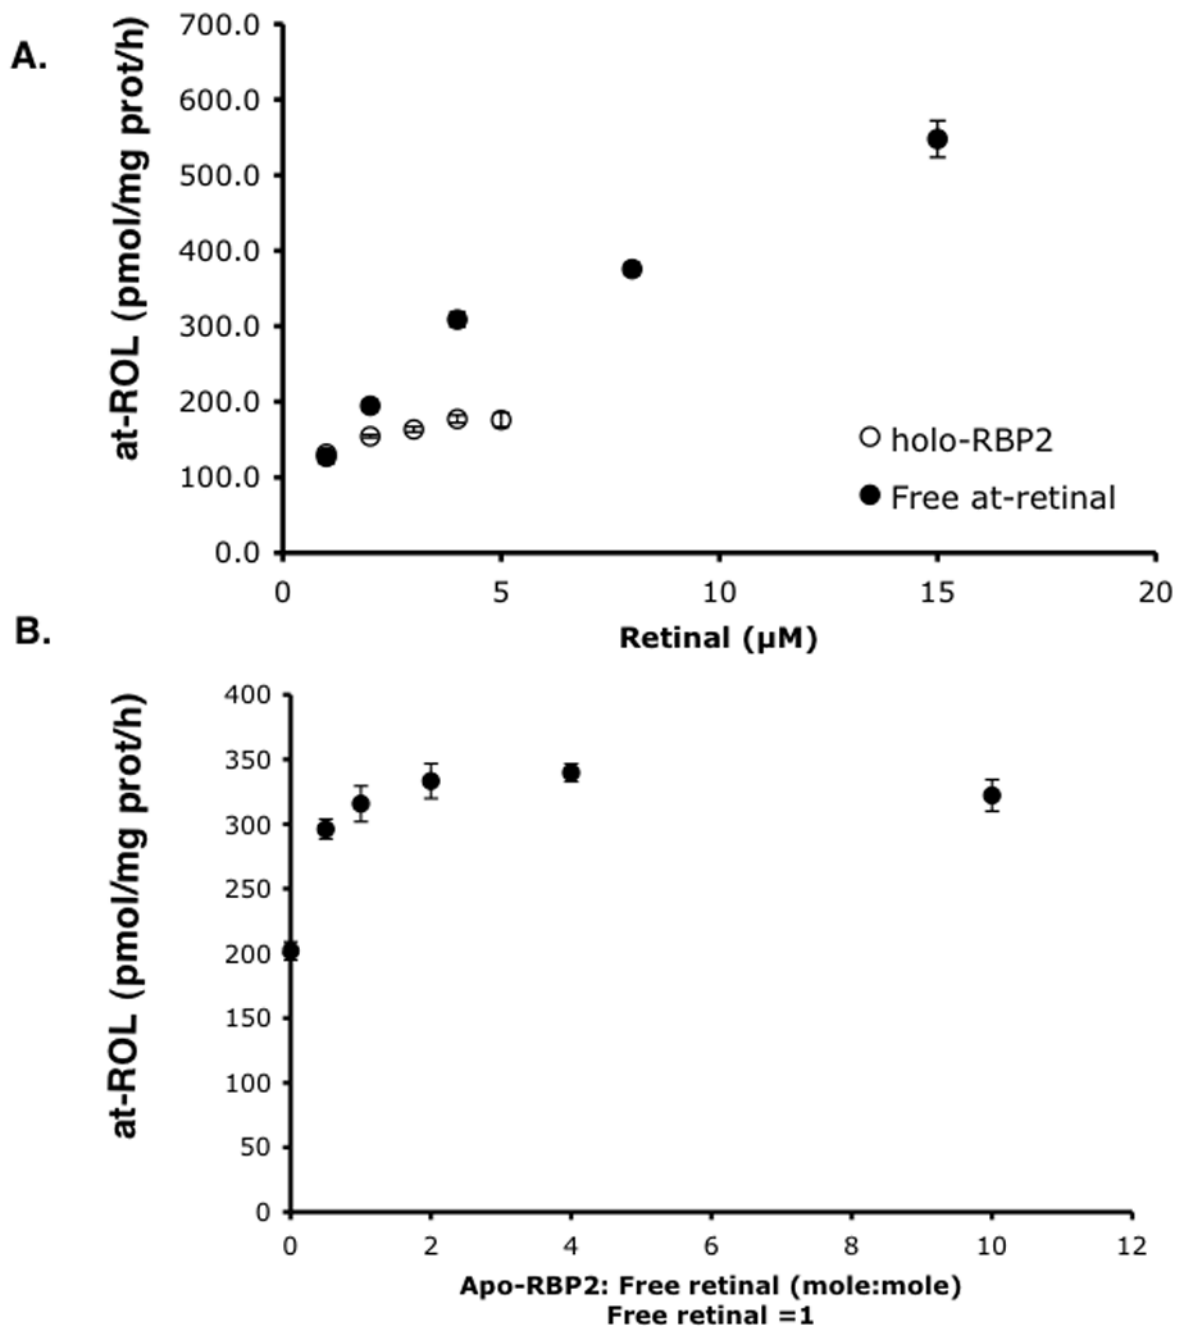 A.
at-ROL (pmol/mg prot/h)
700.0
600.0
500.0
400.0
300.0
200.0
100.0
0.0
holo-RBP2
Free at-retinal
0 5 10 15 20
Retinal (µM)
B.
at-ROL (pmol/mg prot/h)
400
350
300
250
200
150
100
50
0
0 2 4 6 8 10 12
Apo-RBP2: Free retinal (mole:mole)
Free retinal =1